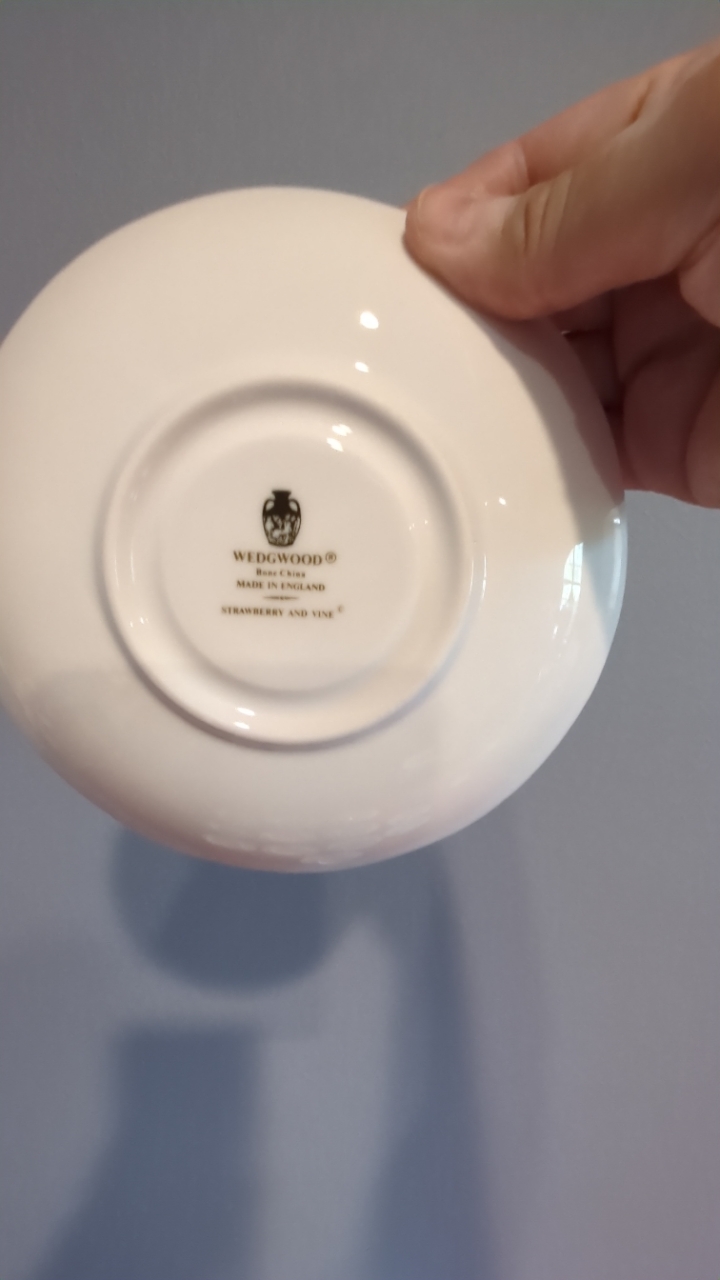 WEDGWOOD®
Bone China
MADE IN ENGLAND
STRAWBERRY AND VINE©